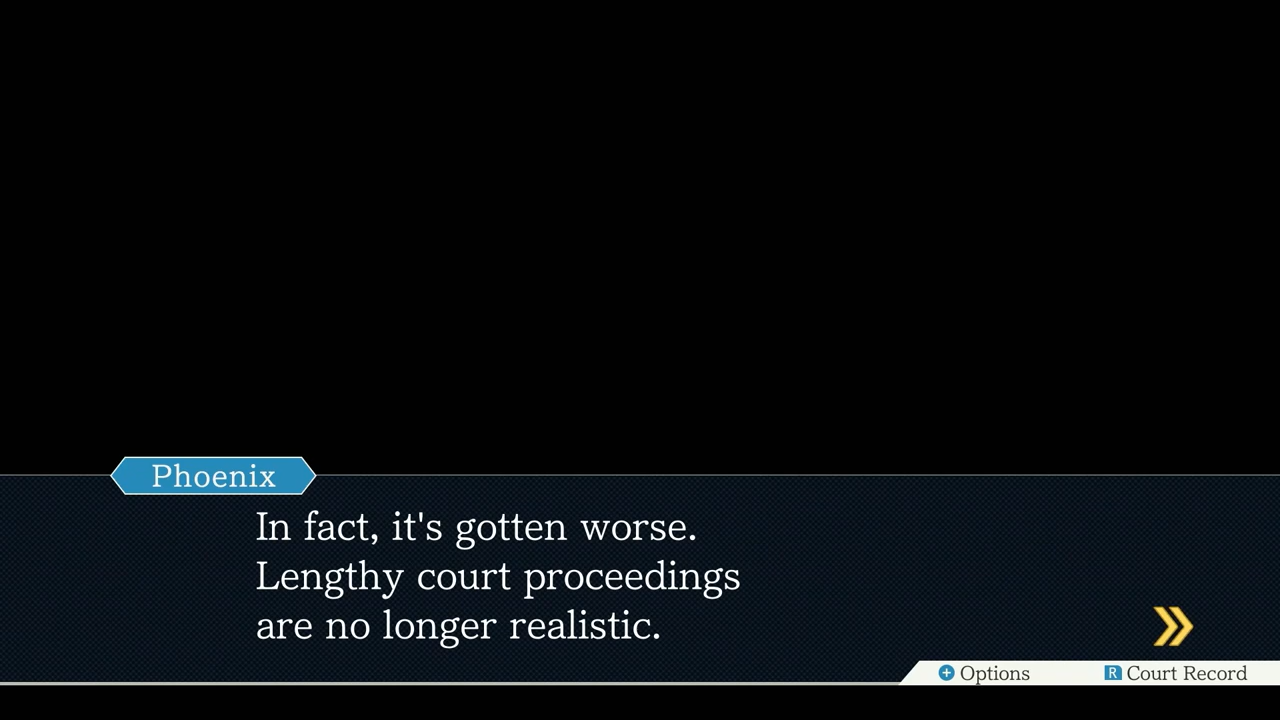 Phoenix
In fact, it's gotten worse.
Lengthy court proceedings
are no longer realistic.
+ Options R Court Record